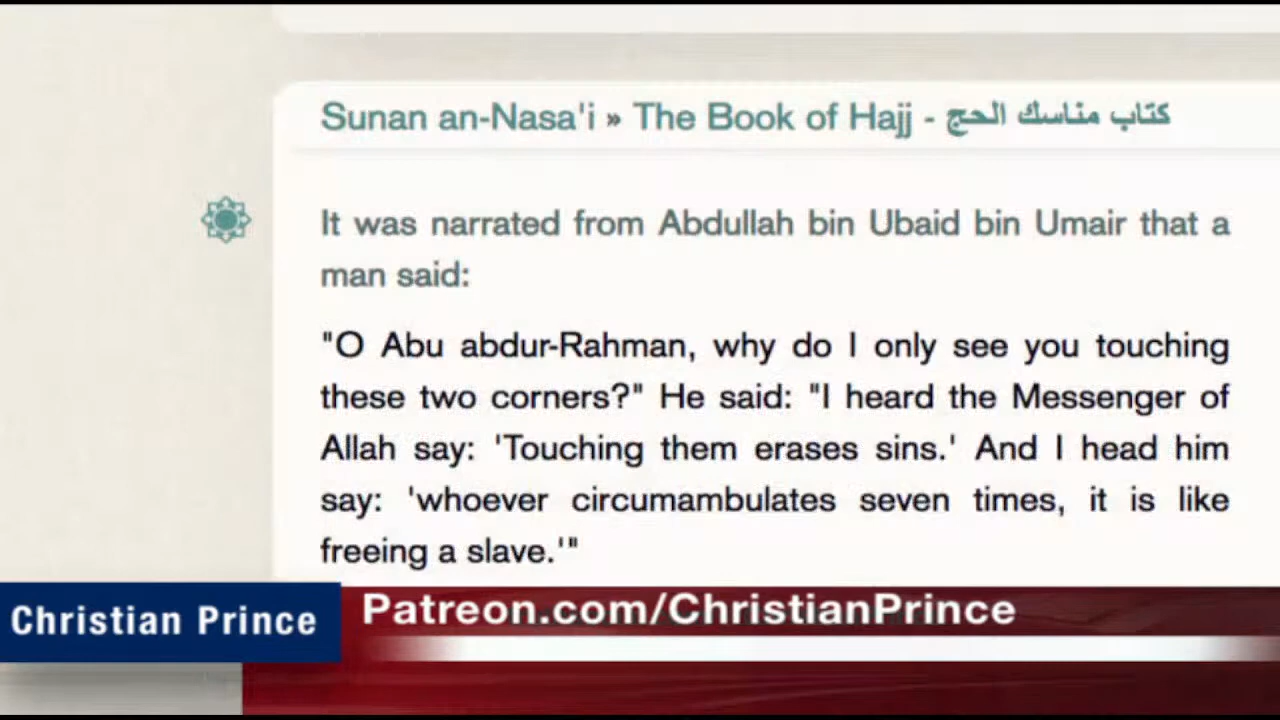 Sunan an-Nasa'i » The Book of Hajj - كتاب مناسك الحج
It was narrated from Abdullah bin Ubaid bin Umair that a
man said:
"O Abu abdur-Rahman, why do I only see you touching
these two corners?" He said: "I heard the Messenger of
Allah say: 'Touching them erases sins.' And I head him
say: 'whoever circumambulates seven times, it is like
freeing a slave.'"
Christian Prince
Patreon.com/ChristianPrince